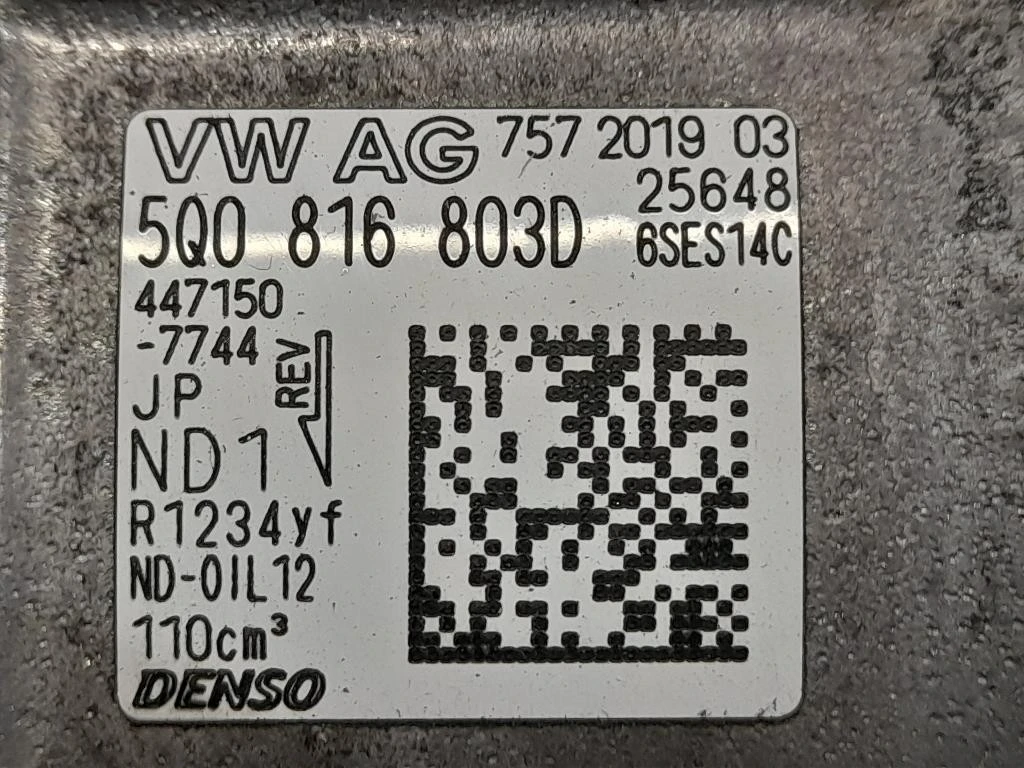 VW AG 757 2019 03
25648
5Q0 816 803D 6SES14C
447150
-7744
REV
JP
ND1
R1234yf
ND-OIL12
110cm³
DENSO